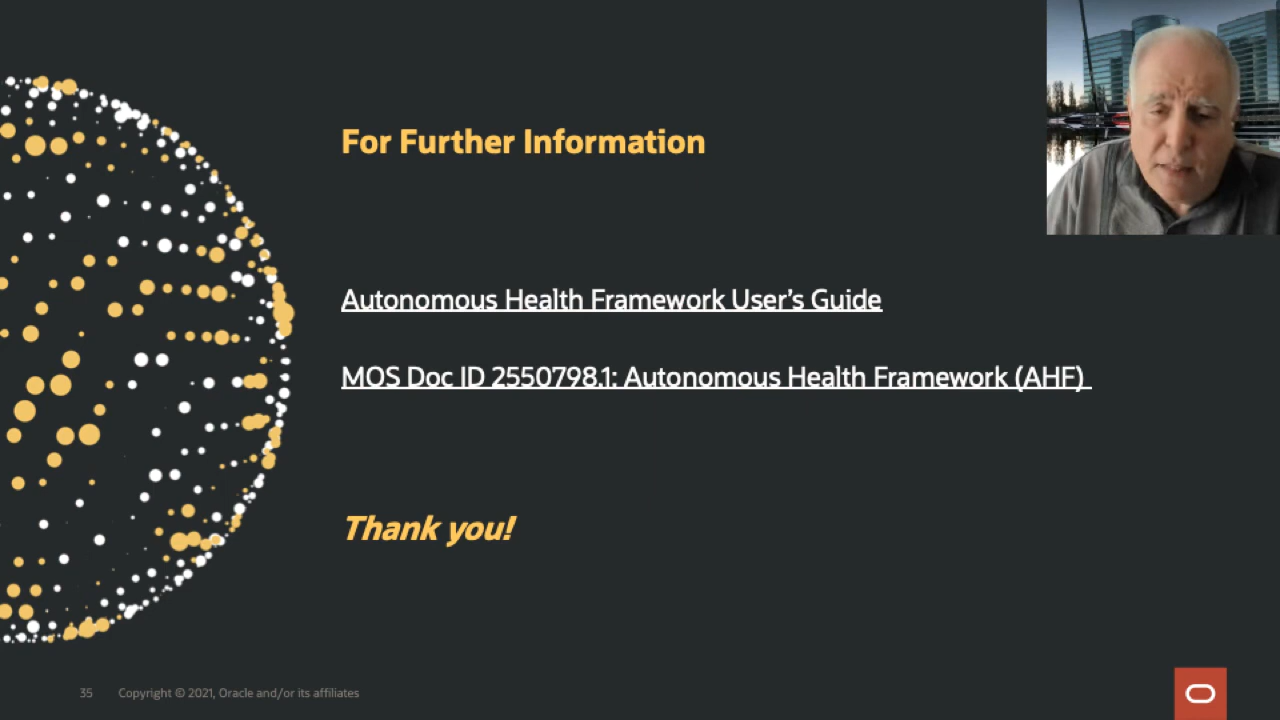 For Further Information
Autonomous Health Framework User’s Guide
MOS Doc ID 2550798.1: Autonomous Health Framework (AHF)
Thank you!
35 Copyright © 2021, Oracle and/or its affiliates